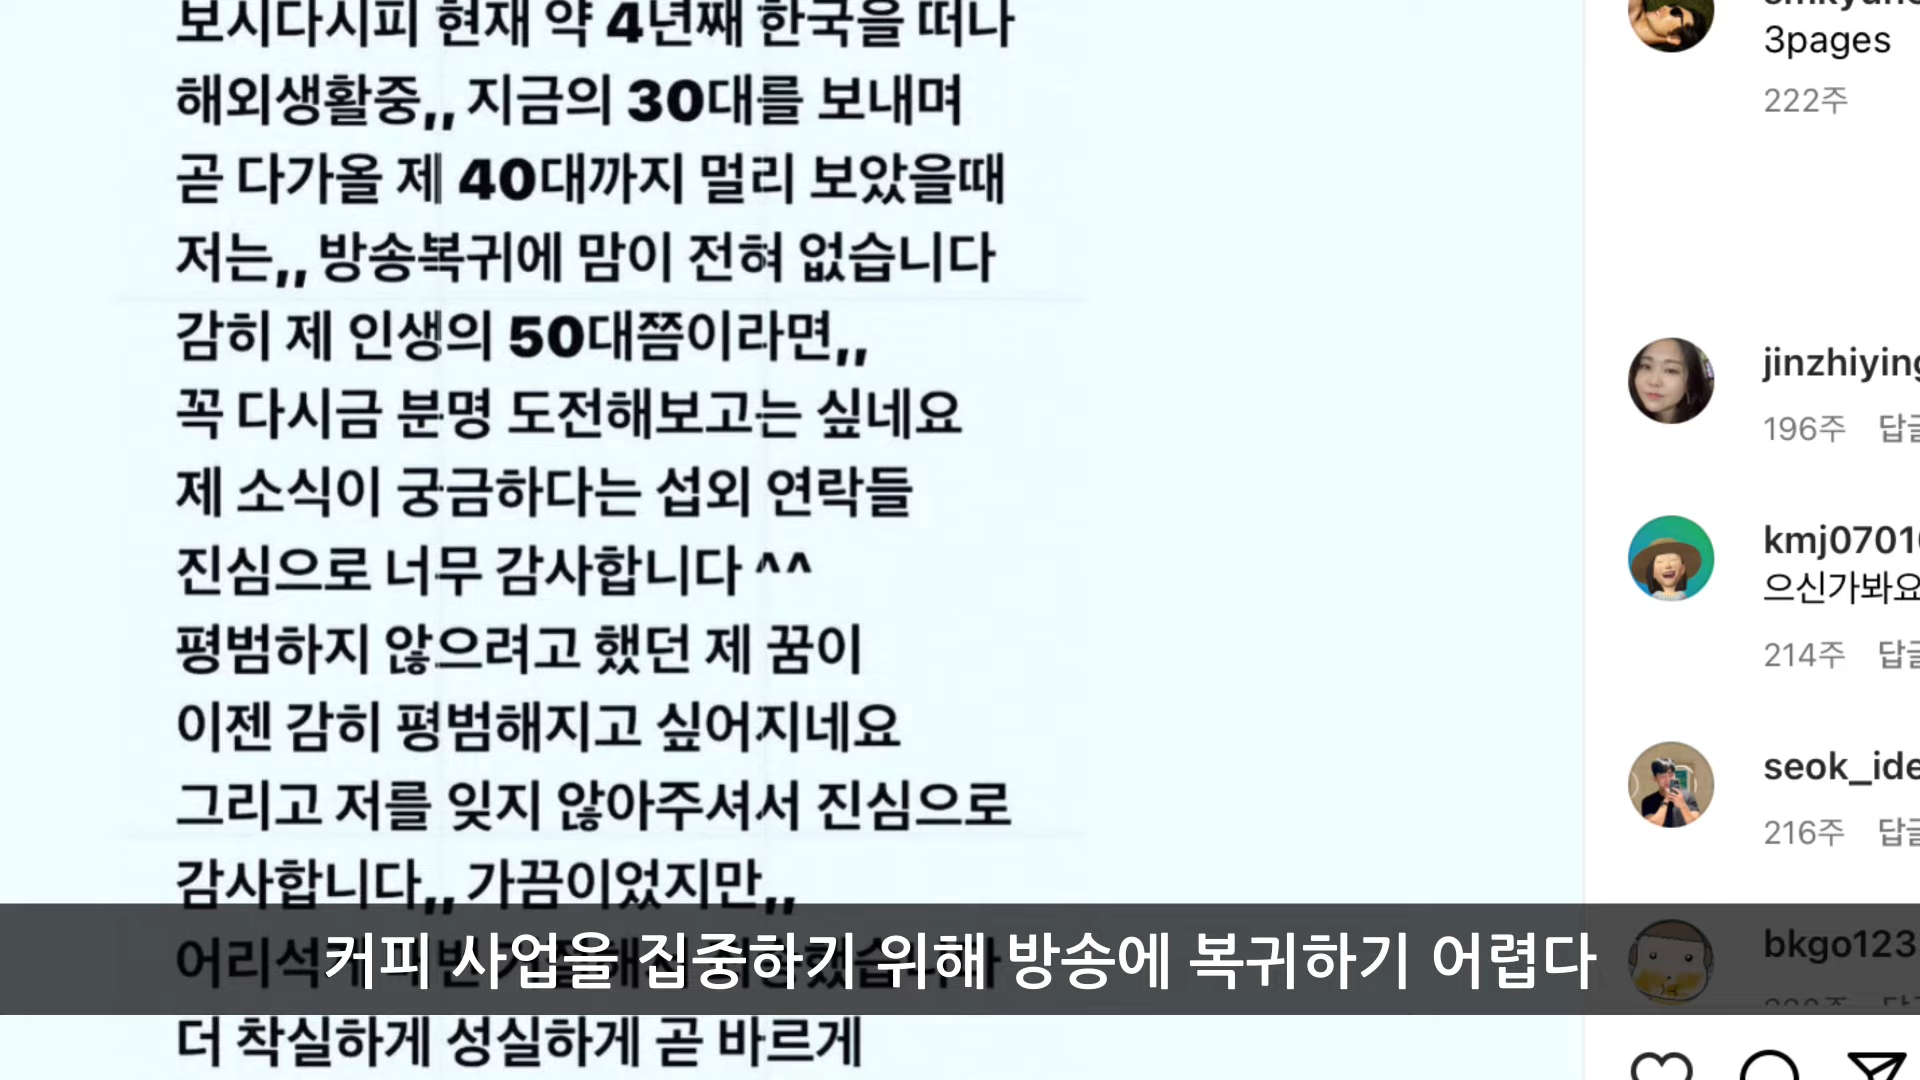 보시다시피 현재 약 4년째 한국을 떠나
해외생활중,, 지금의 30대를 보내며
곧 다가올 제 40대까지 멀리 보았을때
저는,, 방송복귀에 맘이 전혀 없습니다
감히 제 인생의 50대쯤이라면,,
꼭 다시금 분명 도전해보고는 싶네요
제 소식이 궁금하다는 섭외 연락들
진심으로 너무 감사합니다 ^^
평범하지 않으려고 했던 제 꿈이
이젠 감히 평범해지고 싶어지네요
그리고 저를 잊지 않아주셔서 진심으로
감사합니다,, 가끔이었지만,,
커피 사업을 집중하기 위해 방송에 복귀하기 어렵다
더 착실하게 성실하게 곧 바르게
3pages
222주
jinzhiying
196주 답글
kmj0701
으신가봐요
214주 답글
seok_ide
216주 답글
bkgo123